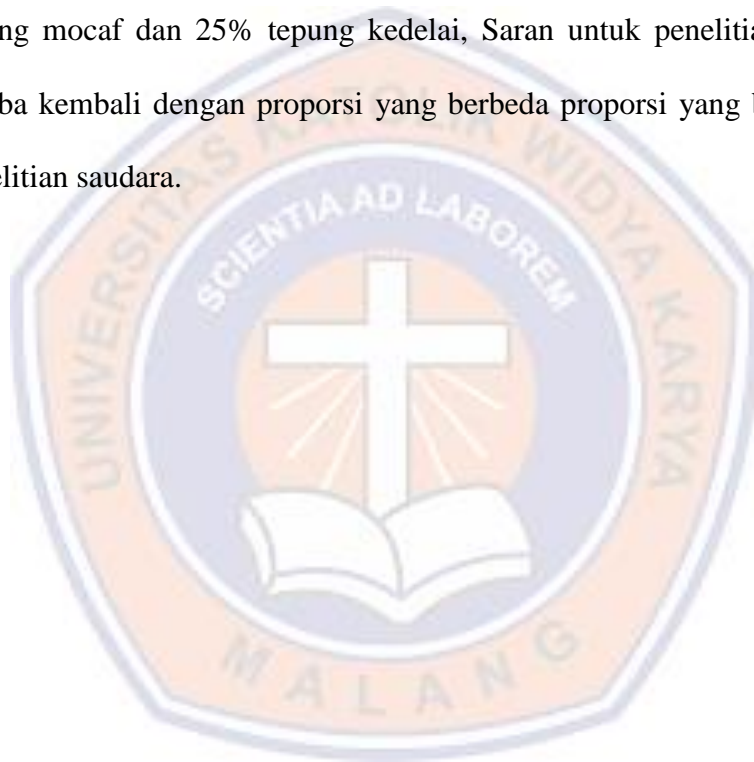 ng mocaf dan 25% tepung kedelai, Saran untuk penelitia
ba kembali dengan proporsi yang berbeda proporsi yang b
elitian saudara.
UNIVERSITAS KATOLIK WIDYA KARYA
SCIENTIA AD LABOREM
MALANG